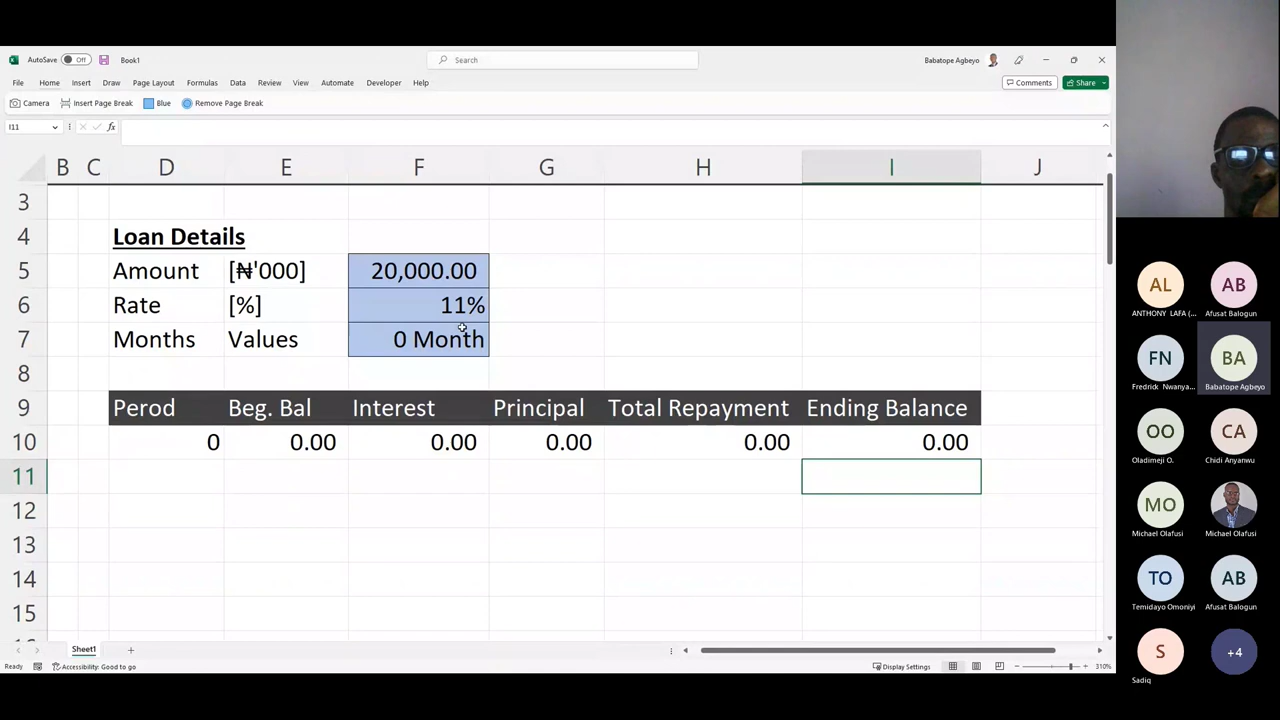 AutoSave Off Book1 Search Babatope Agbeyo
File Home Insert Draw Page Layout Formulas Data Review View Automate Developer Help Comments Share
Camera Insert Page Break Blue Remove Page Break
I11 fx
B C D E F G H I J
3
4 Loan Details
5 Amount [₦'000] 20,000.00
6 Rate [%] 11%
7 Months Values 0 Month
8
9 Perod Beg. Bal Interest Principal Total Repayment Ending Balance
10 0 0.00 0.00 0.00 0.00 0.00
11
12
13
14
15
Sheet1
Ready Accessibility: Good to go Display Settings 310%
AL AB
ANTHONY LAFA (... Afusat Balogun
FN BA
Fredrick Nwanya... Babatope Agbeyo
OO CA
Oladimeji O. Chidi Anyanwu
MO
Michael Olafusi Michael Olafusi
TO AB
Temidayo Omoniyi Afusat Balogun
S +4
Sadiq